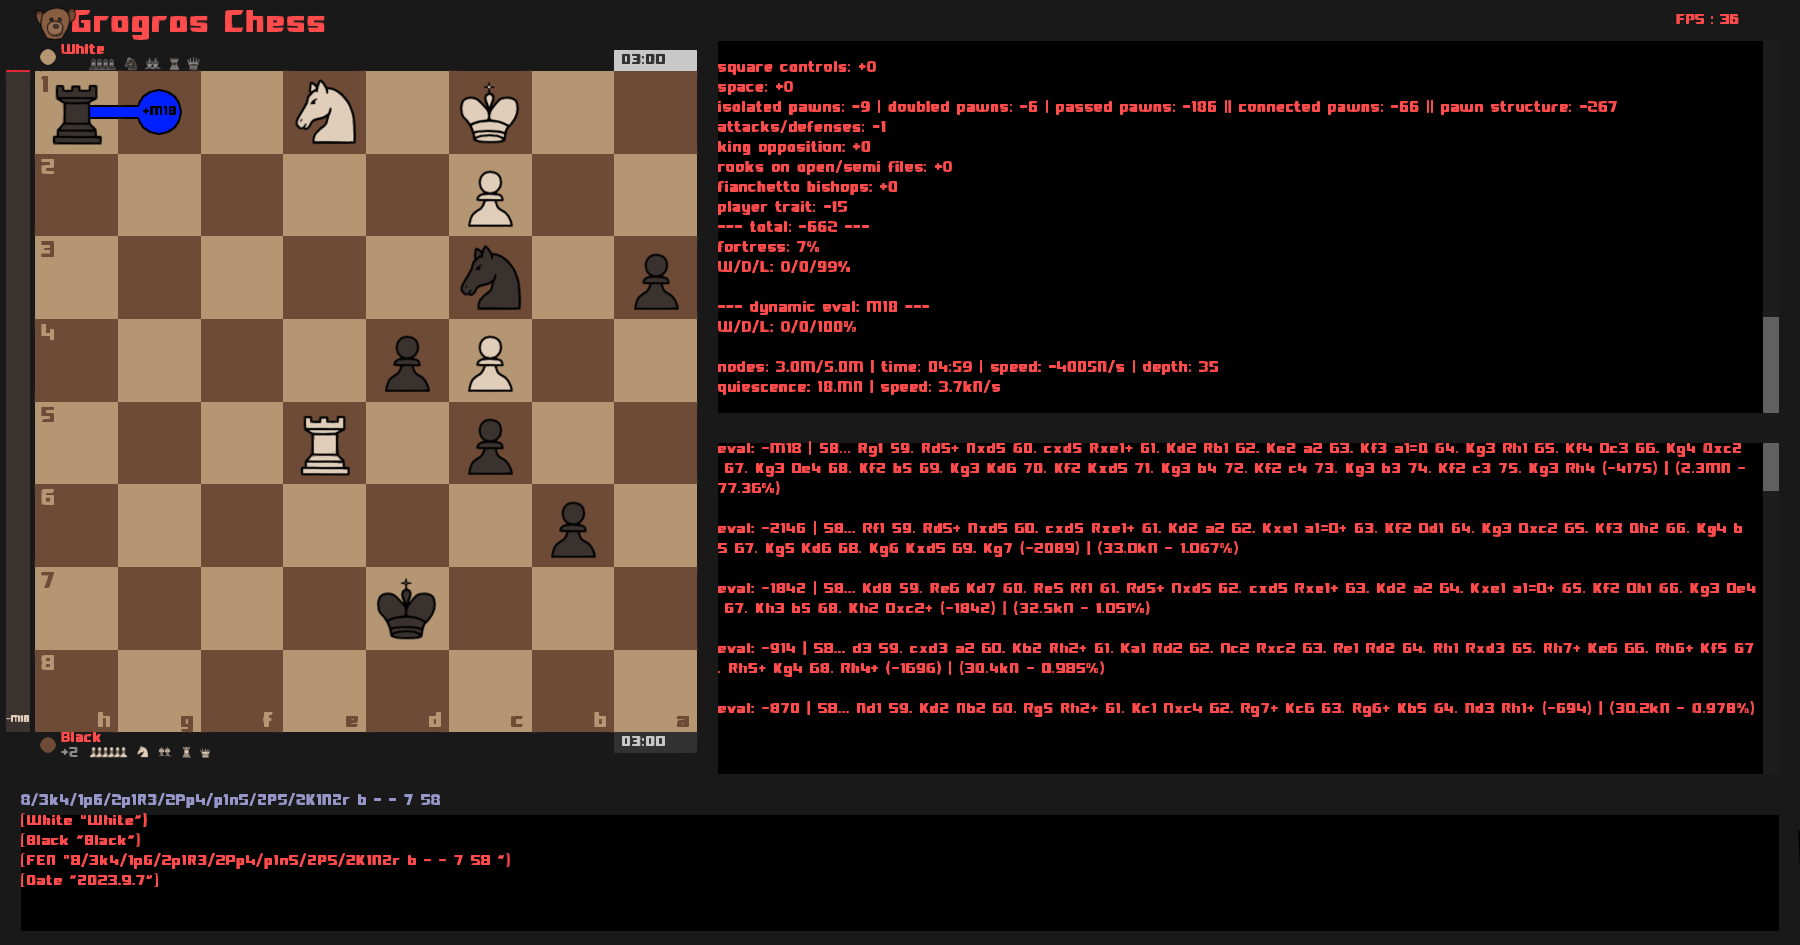 Grogros Chess
FPS : 36
White
03:00
+M18
1
2
3
4
5
6
7
8
h g f e d c b a
-M18
Black
+2
03:00
square controls: +0
space: +0
isolated pawns: -9 | doubled pawns: -6 | passed pawns: -186 || connected pawns: -66 || pawn structure: -267
attacks/defenses: -1
king opposition: +0
rooks on open/semi files: +0
fianchetto bishops: +0
player trait: -15
--- total: -662 ---
fortress: 7%
W/D/L: 0/0/99%
--- dynamic eval: M18 ---
W/D/L: 0/0/100%
nodes: 3.0M/5.0M | time: 04:59 | speed: -4005N/s | depth: 35
quiescence: 18.MN | speed: 3.7kN/s
eval: -M18 | 58... Rg1 59. Rd5+ Nxd5 60. cxd5 Rxe1+ 61. Kd2 Rb1 62. Ke2 a2 63. Kf3 a1=Q 64. Kg3 Rh1 65. Kf4 Qc3 66. Kg4 Qxc2
67. Kg3 Qe4 68. Kf2 b5 69. Kg3 Kd6 70. Kf2 Kxd5 71. Kg3 b4 72. Kf2 c4 73. Kg3 b3 74. Kf2 c3 75. Kg3 Rh4 (-4175) | (2.3MN -
77.36%)
eval: -2146 | 58... Rf1 59. Rd5+ Nxd5 60. cxd5 Rxe1+ 61. Kd2 a2 62. Kxe1 a1=Q+ 63. Kf2 Qd1 64. Kg3 Qxc2 65. Kf3 Qh2 66. Kg4 b
5 67. Kg5 Kd6 68. Kg6 Kxd5 69. Kg7 (-2089) | (33.0kN - 1.067%)
eval: -1842 | 58... Kd8 59. Re6 Kd7 60. Re5 Rf1 61. Rd5+ Nxd5 62. cxd5 Rxe1+ 63. Kd2 a2 64. Kxe1 a1=Q+ 65. Kf2 Qh1 66. Kg3 Qe4
67. Kh3 b5 68. Kh2 Qxc2+ (-1842) | (32.5kN - 1.051%)
eval: -914 | 58... d3 59. cxd3 a2 60. Kb2 Rh2+ 61. Ka1 Rd2 62. Nc2 Rxc2 63. Re1 Rd2 64. Rh1 Rxd3 65. Rh7+ Ke6 66. Rh6+ Kf5 67
. Rh5+ Kg4 68. Rh4+ (-1696) | (30.4kN - 0.985%)
eval: -870 | 58... Nd1 59. Kd2 Nb2 60. Rg5 Rh2+ 61. Kc1 Nxc4 62. Rg7+ Kc6 63. Rg6+ Kb5 64. Nd3 Rh1+ (-694) | (30.2kN - 0.978%)
8/3k4/1p6/2p1R3/2Pp4/p1n5/2P5/2K1N2r b - - 7 58
[White "White"]
[Black "Black"]
[FEN "8/3k4/1p6/2p1R3/2Pp4/p1n5/2P5/2K1N2r b - - 7 58 "]
[Date "2023.9.7"]